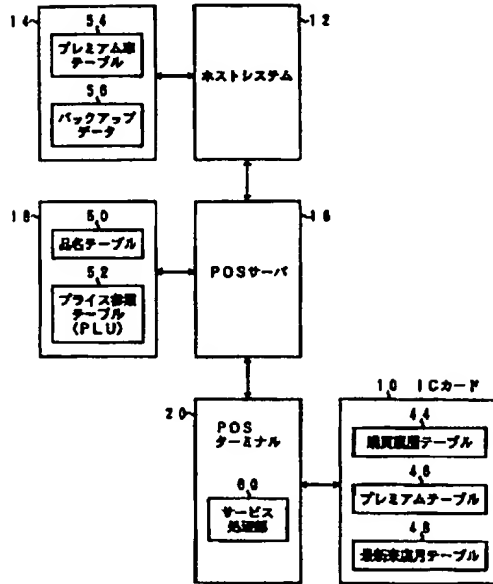 14
54
プレミアム率
テーブル
56
バックアップ
データ
12
ホストシステム
18
50
品名テーブル
52
プライス参照
テーブル
(PLU)
16
POSサーバ
20
POS
ターミナル
60
サービス
処理部
10 ICカード
44
購買履歴テーブル
46
プレミアムテーブル
48
最新来店月テーブル